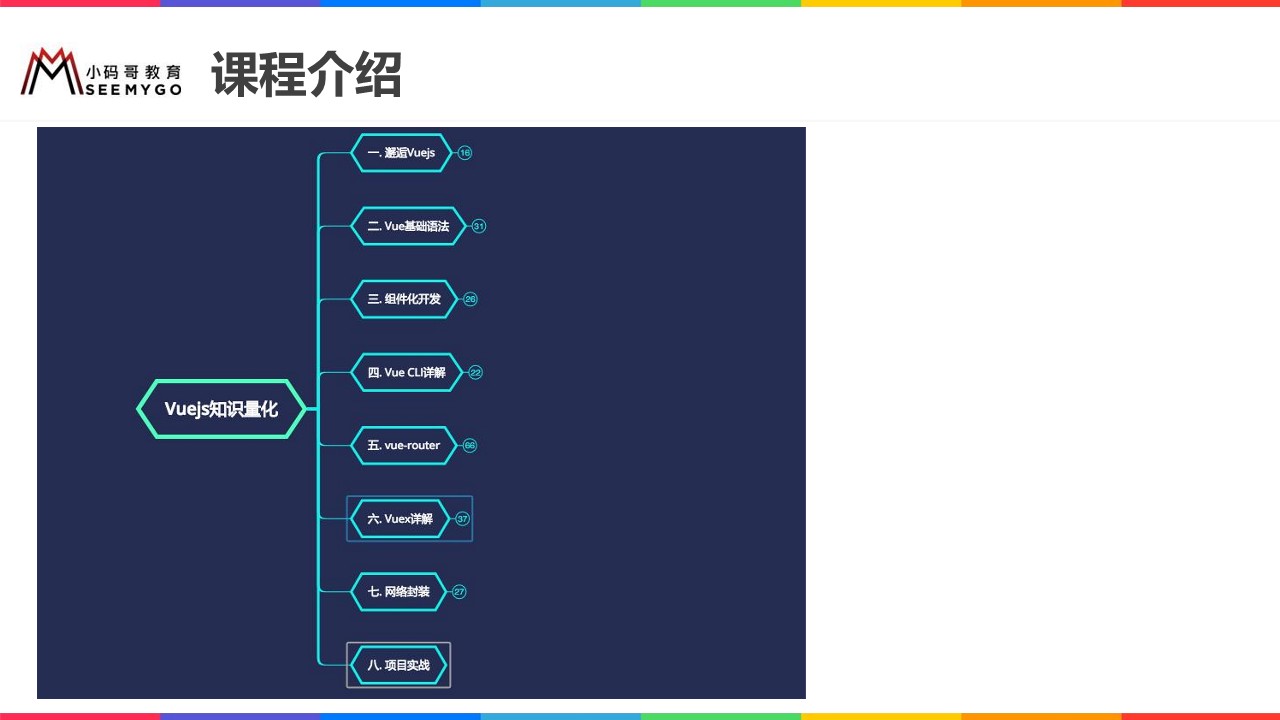 小码哥教育
SEEMYGO
课程介绍
一. 邂逅Vuejs 16
二. Vue基础语法 31
三. 组件化开发 26
四. Vue CLI详解 22
Vuejs知识量化
五. vue-router 66
六. Vuex详解 37
七. 网络封装 27
八. 项目实战